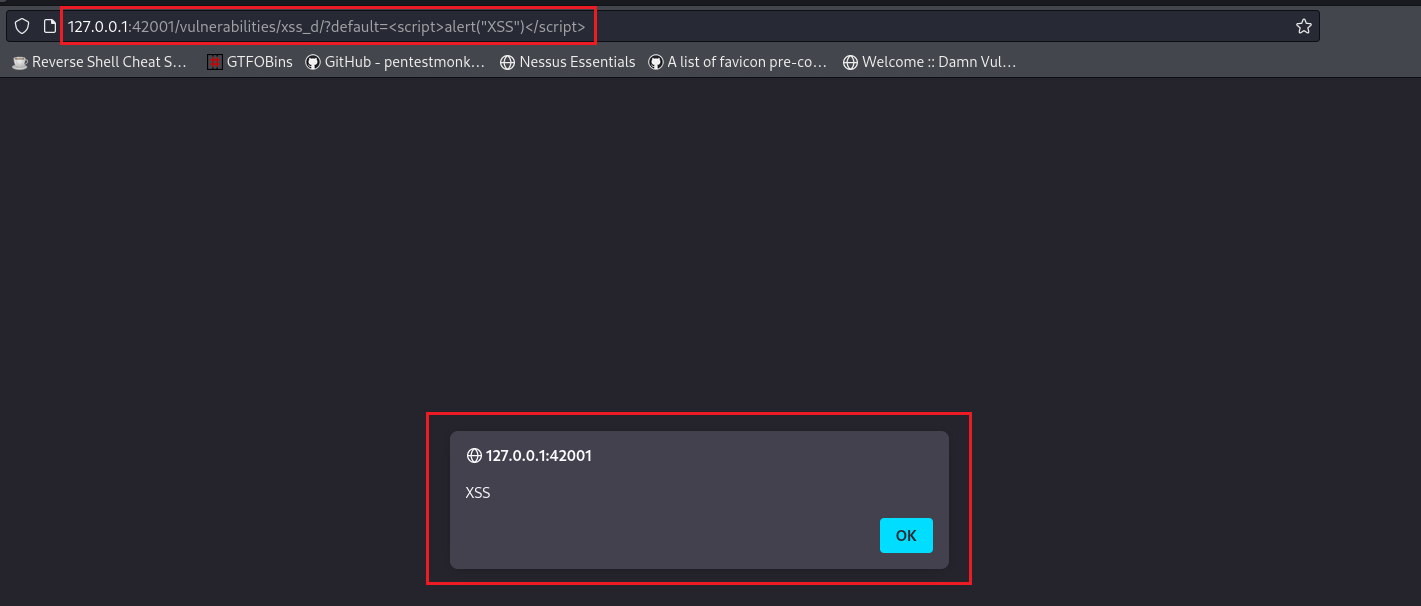 127.0.0.1:42001/vulnerabilities/xss_d/?default=<script>alert("XSS")</script>
Reverse Shell Cheat S... GTFOBins GitHub - pentestmonk... Nessus Essentials A list of favicon pre-co... Welcome :: Damn Vul...
127.0.0.1:42001
XSS
OK